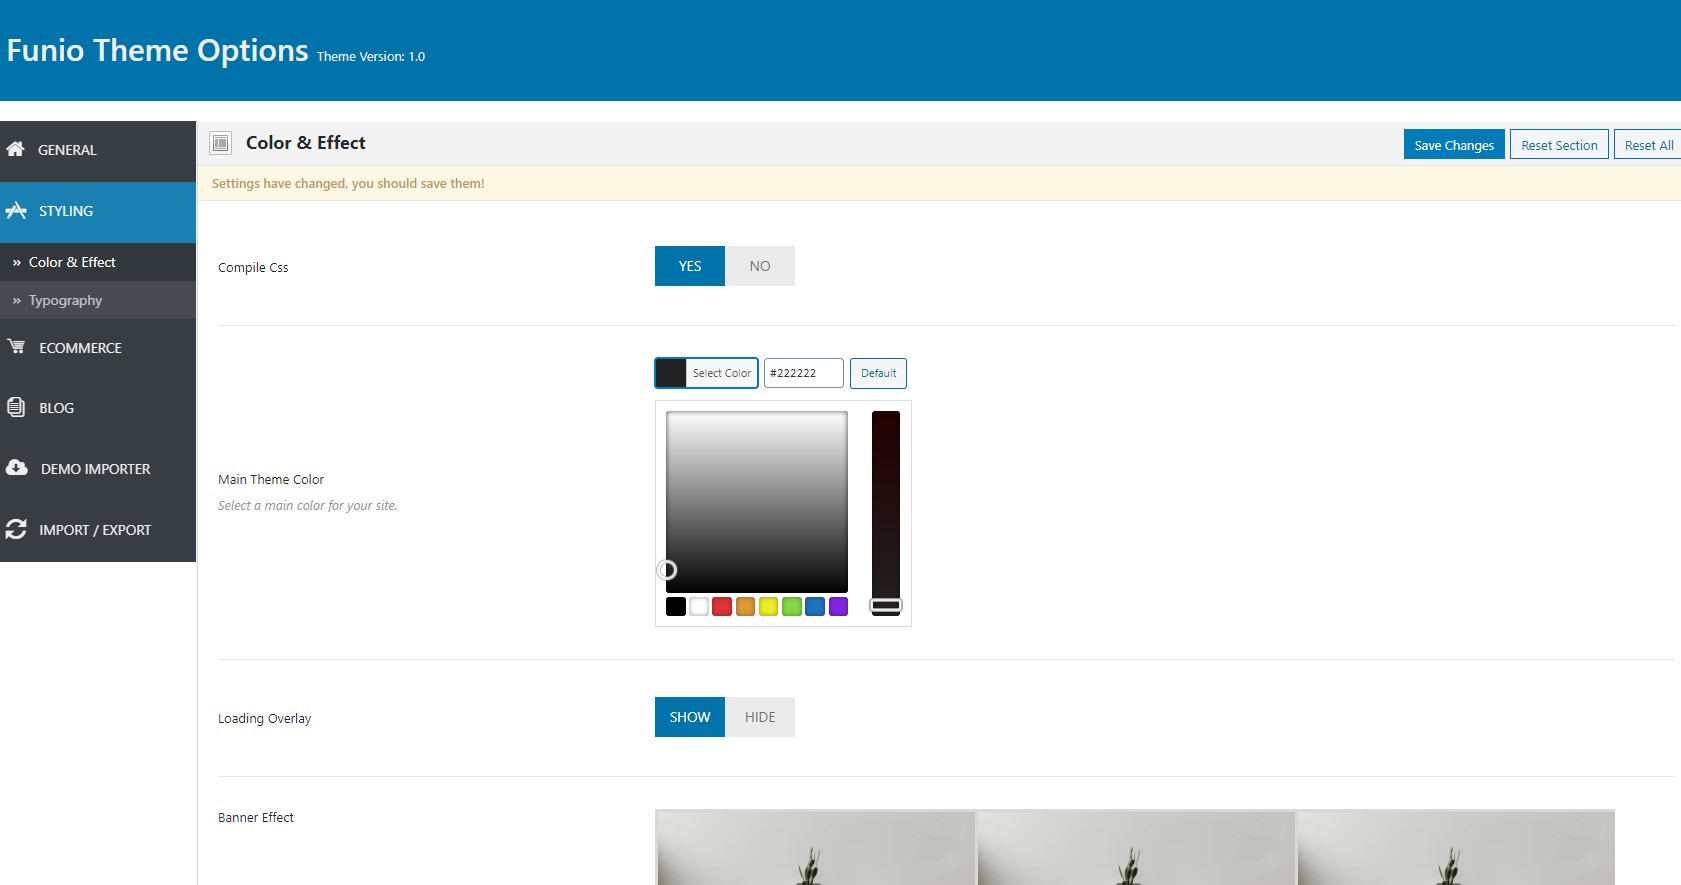 Funio Theme Options Theme Version: 1.0
GENERAL
STYLING
» Color & Effect
» Typography
ECOMMERCE
BLOG
DEMO IMPORTER
IMPORT / EXPORT
Color & Effect
Save Changes Reset Section Reset All
Settings have changed, you should save them!
Compile Css YES NO
Select Color #222222 Default
Main Theme Color
Select a main color for your site.
Loading Overlay SHOW HIDE
Banner Effect